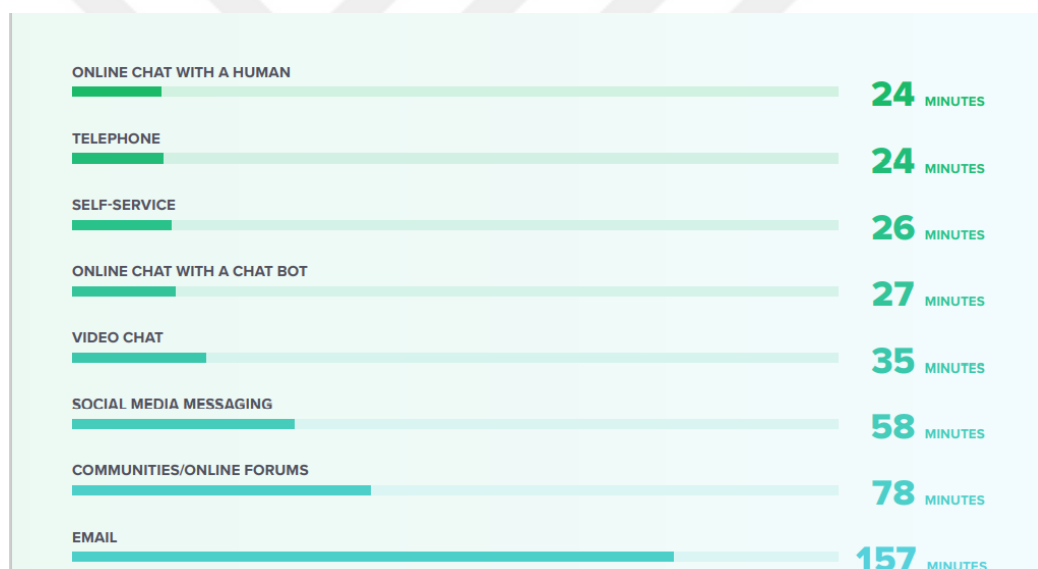 ONLINE CHAT WITH A HUMAN
24 MINUTES
TELEPHONE
24 MINUTES
SELF-SERVICE
26 MINUTES
ONLINE CHAT WITH A CHAT BOT
27 MINUTES
VIDEO CHAT
35 MINUTES
SOCIAL MEDIA MESSAGING
58 MINUTES
COMMUNITIES/ONLINE FORUMS
78 MINUTES
EMAIL
157 MINUTES